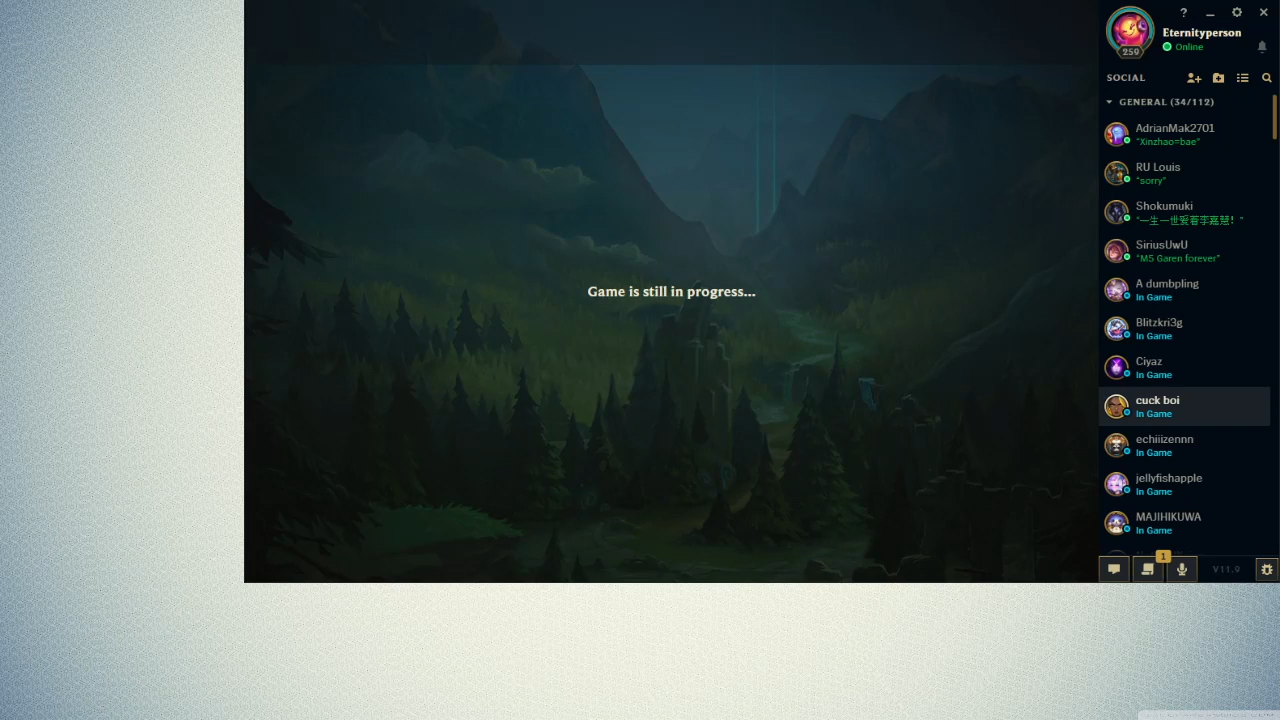 ?
Eternityperson
Online
259
SOCIAL
GENERAL (34/112)
AdrianMak2701
"Xinzhao=bae"
RU Louis
"sorry"
Shokumuki
"一生一世爱着李嘉慧！"
SiriusUwU
"M5 Garen forever"
A dumbpling
In Game
Game is still in progress...
Blitzkri3g
In Game
Ciyaz
In Game
cuck boi
In Game
echiiizennn
In Game
jellyfishapple
In Game
MAJIHIKUWA
In Game
1
V11.9